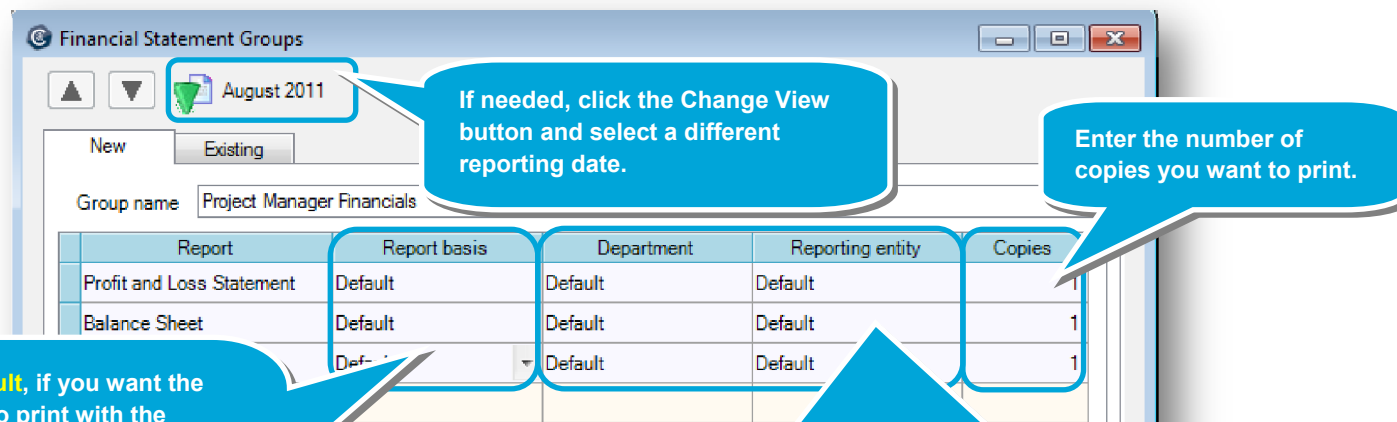 Financial Statement Groups
August 2011
If needed, click the Change View
button and select a different
reporting date.
Enter the number of
copies you want to print.
New Existing
Group name Project Manager Financials
Report Report basis Department Reporting entity Copies
Profit and Loss Statement Default Default Default 1
Balance Sheet Default Default Default 1
Default Default 1
if you want the
print with the